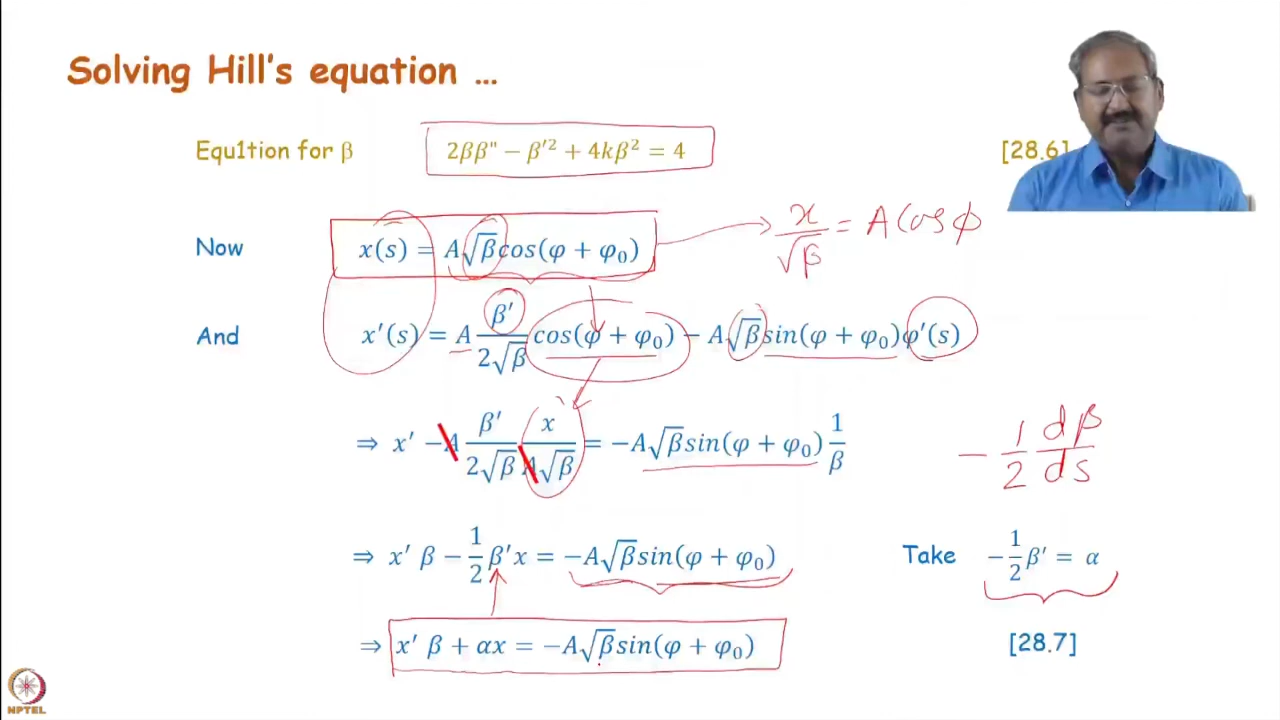 Solving Hill's equation ...
Equ1tion for β 2ββ" − β'² + 4kβ² = 4 [28.6]
Now x(s) = A√β cos(φ + φ₀) x/√β = A Cos φ
And x'(s) = A β'/2√β cos(φ + φ₀) − A√β sin(φ + φ₀)φ'(s)
⇒ x' − A β'/2√β x/A√β = −A√β sin(φ + φ₀) 1/β − 1/2 dβ/ds
⇒ x' β − 1/2 β'x = −A√β sin(φ + φ₀) Take − 1/2 β' = α
⇒ x' β + αx = −A√β sin(φ + φ₀) [28.7]
NPTEL